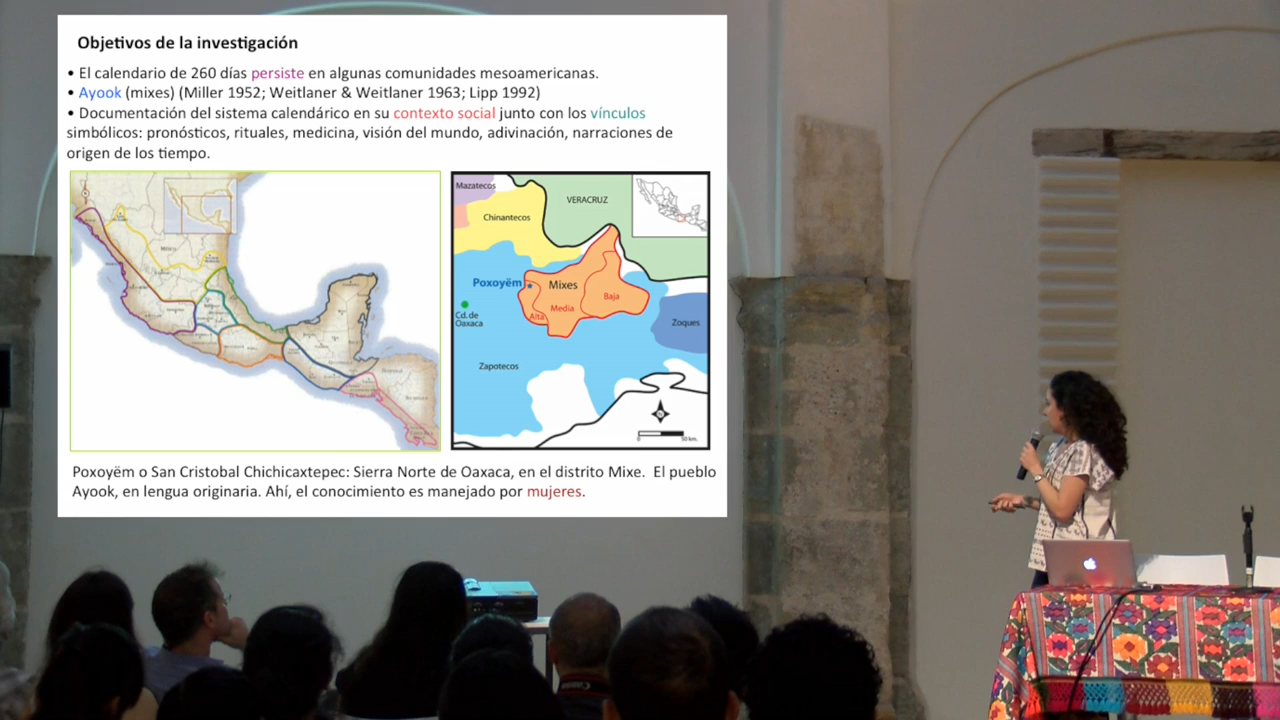 Objetivos de la investigación
• El calendario de 260 días persiste en algunas comunidades mesoamericanas.
• Ayook (mixes) (Miller 1952; Weitlaner & Weitlaner 1963; Lipp 1992)
• Documentación del sistema calendárico en su contexto social junto con los vínculos
simbólicos: pronósticos, rituales, medicina, visión del mundo, adivinación, narraciones de
origen de los tiempo.
Mazatecos
VERACRUZ
Chinantecos
Poxoyëm
Mixes
Baja
Media
Alta
Cd. de
Oaxaca
Zoques
Zapotecos
0
50 km.
Poxoyëm o San Cristobal Chichicaxtepec: Sierra Norte de Oaxaca, en el distrito Mixe. El pueblo
Ayook, en lengua originaria. Ahí, el conocimiento es manejado por mujeres.